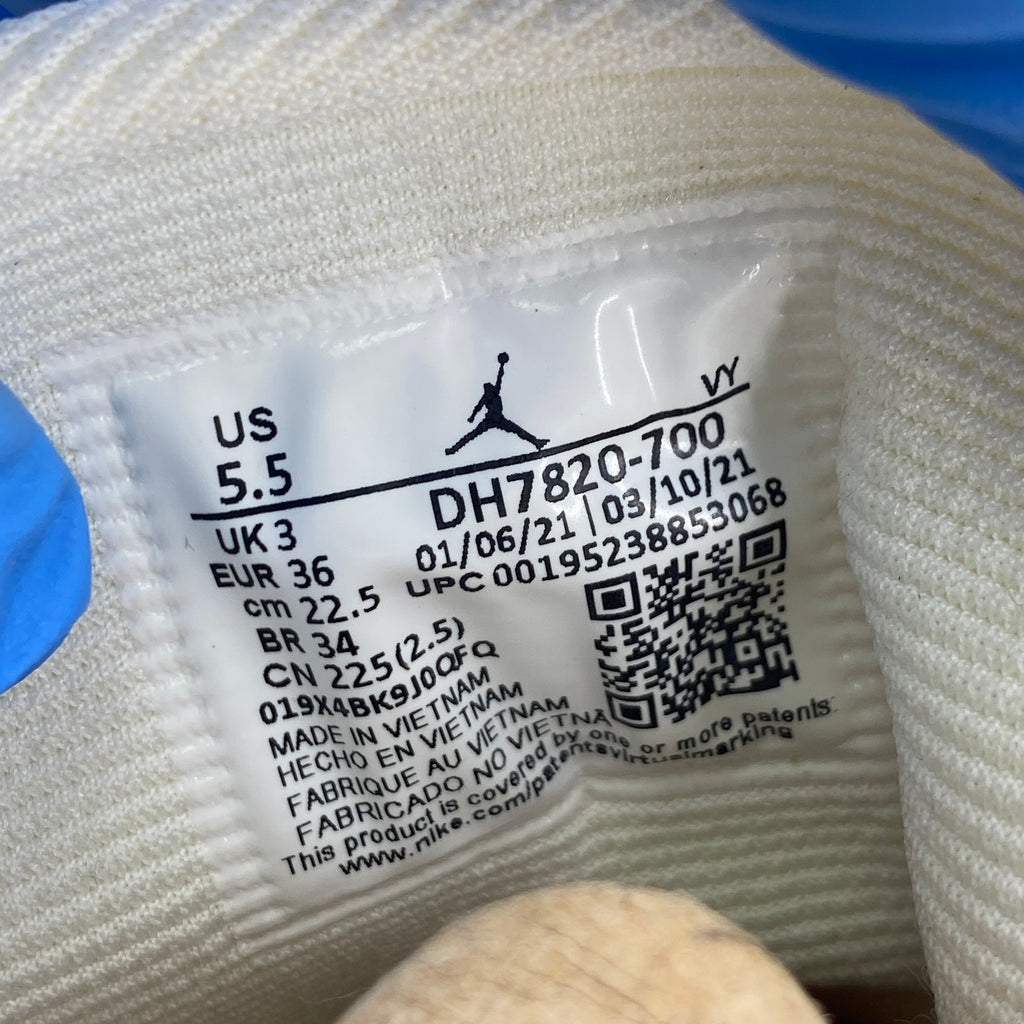 US
5.5
VY
DH7820-700
01/06/21 | 03/10/21
UPC 00195238853068
UK 3
EUR 36
cm 22.5
BR 34
CN 225(2.5)
019X4BK9J0QFQ
MADE IN VIETNAM
HECHO EN VIETNAM
FABRIQUE AU VIETNAM
FABRICADO NO VIETNÃ
This product is covered by one or more patents.
www.nike.com/patentsvirtualmarking